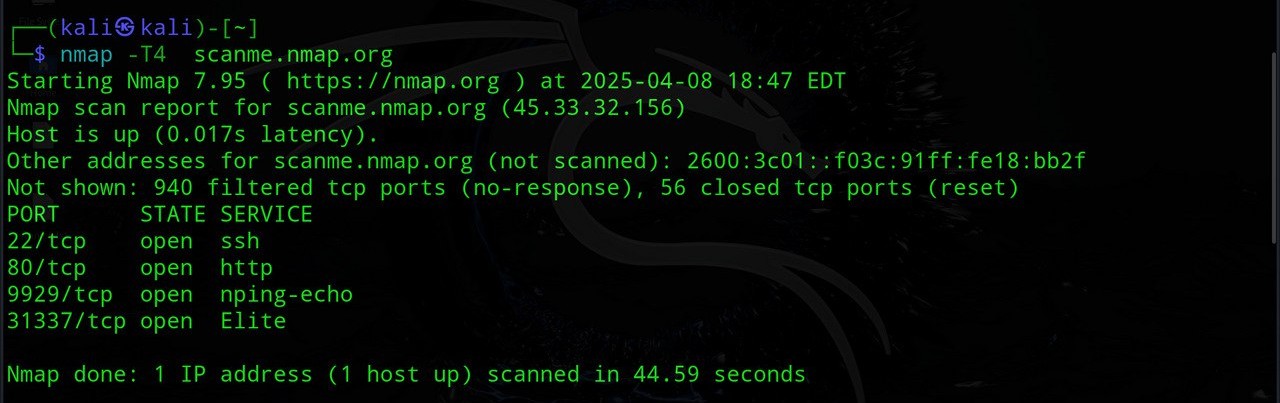 ┌──(kali㉿kali)-[~]
└─$ nmap -T4  scanme.nmap.org
Starting Nmap 7.95 ( https://nmap.org ) at 2025-04-08 18:47 EDT
Nmap scan report for scanme.nmap.org (45.33.32.156)
Host is up (0.017s latency).
Other addresses for scanme.nmap.org (not scanned): 2600:3c01::f03c:91ff:fe18:bb2f
Not shown: 940 filtered tcp ports (no-response), 56 closed tcp ports (reset)
PORT      STATE SERVICE
22/tcp    open  ssh
80/tcp    open  http
9929/tcp  open  nping-echo
31337/tcp open  Elite
Nmap done: 1 IP address (1 host up) scanned in 44.59 seconds